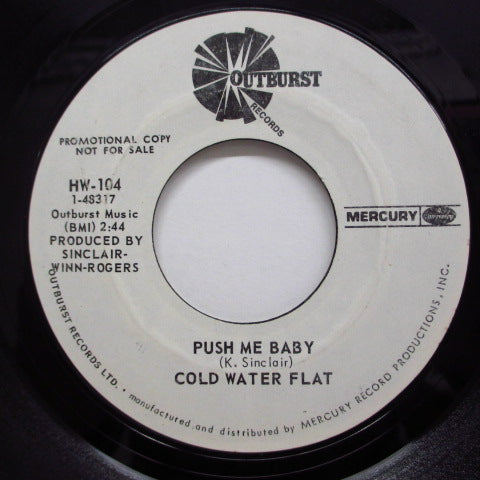 OUTBURST
RECORDS
PROMOTIONAL COPY
NOT FOR SALE
HW-104
1-48317
Outburst Music
(BMI) 2:44
PRODUCED BY
SINCLAIR-
WINN-ROGERS
MERCURY
PUSH ME BABY
(K. Sinclair)
COLD WATER FLAT
OUTBURST RECORDS LTD. . manufactured and distributed by MERCURY RECORD PRODUCTIONS, INC.